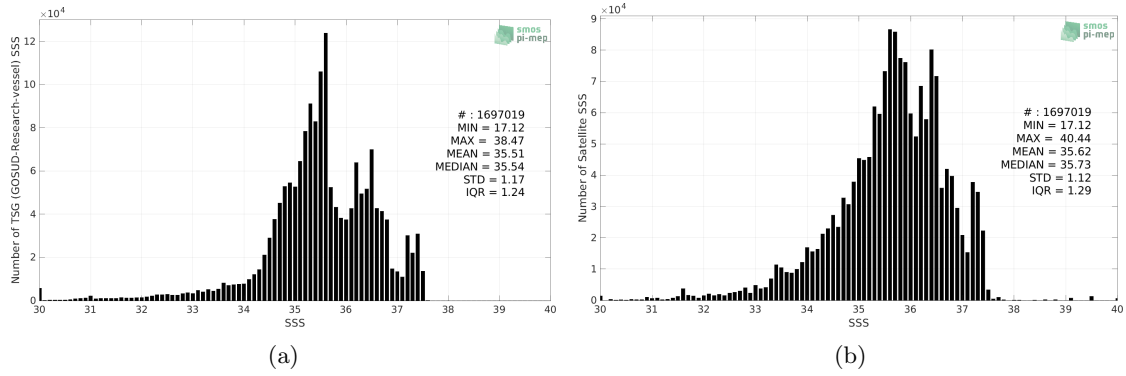 ×10⁴
12
10
8
6
4
2
0
30 31 32 33 34 35 36 37 38 39 40
SSS
Number of TSG (GOSUD-Research-vessel) SSS
smos
pi-mep
# : 1697019
MIN = 17.12
MAX = 38.47
MEAN = 35.51
MEDIAN = 35.54
STD = 1.17
IQR = 1.24
(a)
×10⁴
9
8
7
6
5
4
3
2
1
0
30 31 32 33 34 35 36 37 38 39 40
SSS
Number of Satellite SSS
smos
pi-mep
# : 1697019
MIN = 17.12
MAX = 40.44
MEAN = 35.62
MEDIAN = 35.73
STD = 1.12
IQR = 1.29
(b)